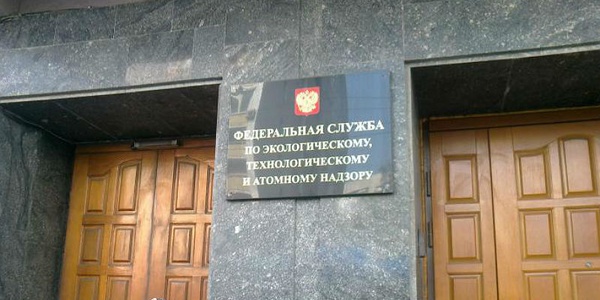 ФЕДЕРАЛЬНАЯ СЛУЖБА
ПО ЭКОЛОГИЧЕСКОМУ,
ТЕХНОЛОГИЧЕСКОМУ
И АТОМНОМУ НАДЗОРУ